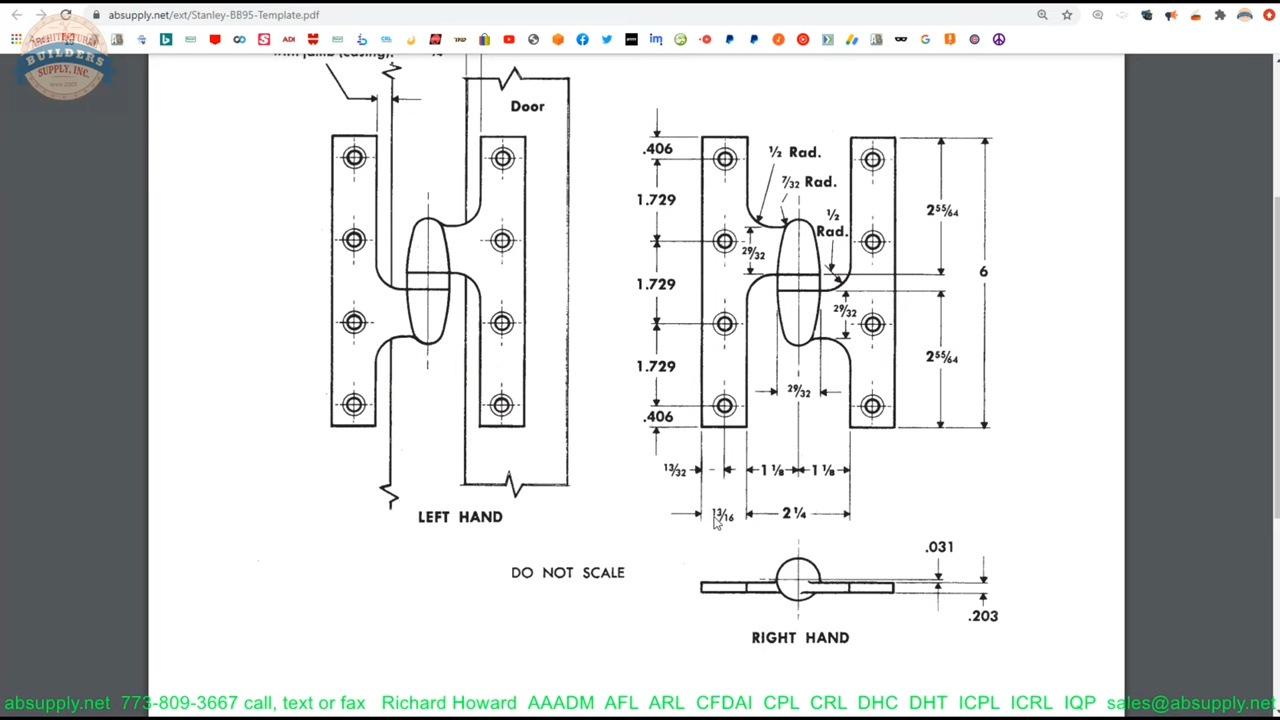 absupply.net/ext/Stanley-BB95-Template.pdf
ARCHITECTURAL
BUILDERS
SUPPLY, INC.
ADI
CRL
Door
.406
1.729
1.729
1.729
.406
½ Rad.
7/32 Rad.
½
Rad.
29/32
29/32
2 55/64
6
2 55/64
29/32
13/32
1 ⅛
1 ⅛
13/16
2 ¼
LEFT HAND
DO NOT SCALE
.031
.203
RIGHT HAND
absupply.net 773-809-3667 call, text or fax Richard Howard AAADM AFL ARL CFDAI CPL CRL DHC DHT ICPL ICRL IQP sales@absupply.net